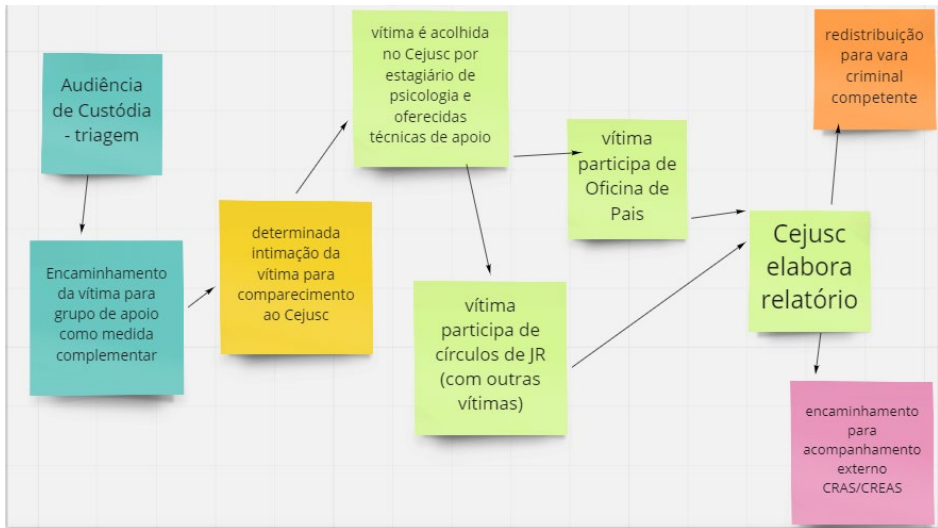 Audiência
de Custódia
- triagem
Encaminhamento
da vítima para
grupo de apoio
como medida
complementar
determinada
intimação da
vítima para
comparecimento
ao Cejusc
vítima é acolhida
no Cejusc por
estagiário de
psicologia e
oferecidas
técnicas de apoio
vítima
participa de
Oficina de
Pais
vítima
participa de
círculos de JR
(com outras
vítimas)
Cejusc
elabora
relatório
redistribuição
para vara
criminal
competente
encaminhamento
para
acompanhamento
externo
CRAS/CREAS